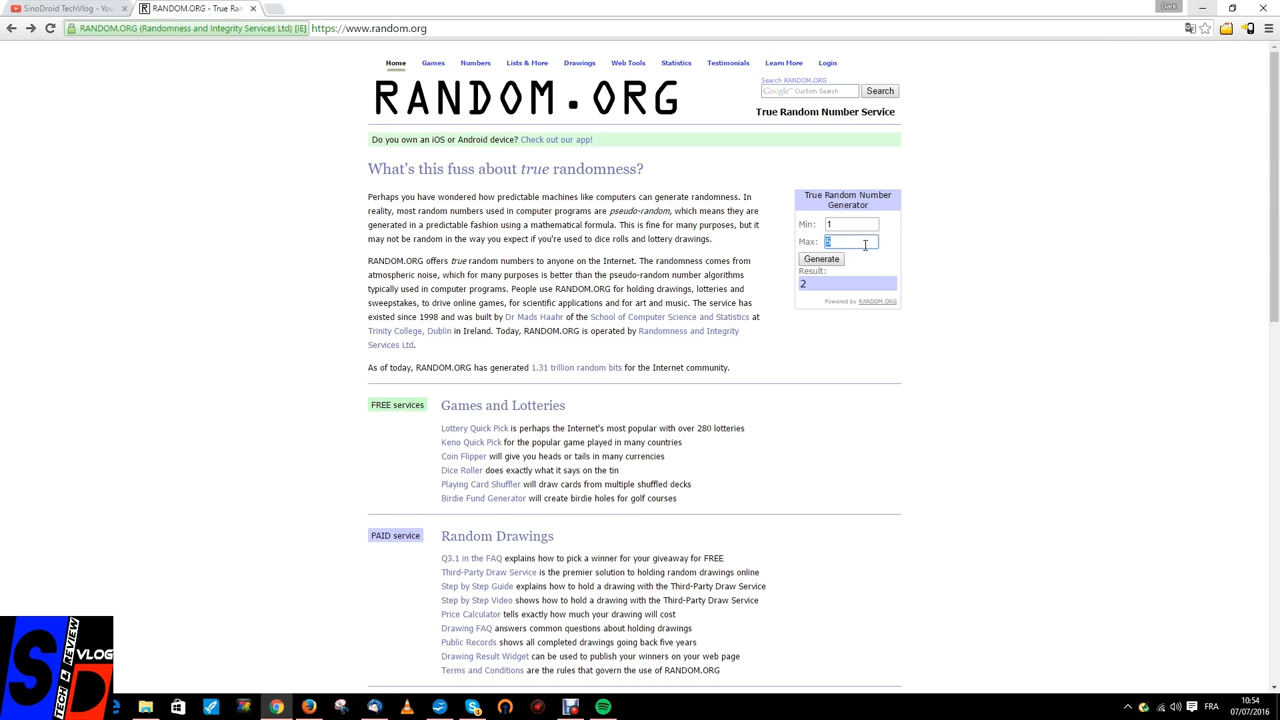 SinoDroid TechVlog - You
RANDOM.ORG - True Ran
Dark
RANDOM.ORG (Randomness and Integrity Services Ltd) [IE] https://www.random.org
Home Games Numbers Lists & More Drawings Web Tools Statistics Testimonials Learn More Login
Search RANDOM.ORG
RANDOM.ORG
Google™ Custom Search Search
True Random Number Service
Do you own an iOS or Android device? Check out our app!
What's this fuss about true randomness?
Perhaps you have wondered how predictable machines like computers can generate randomness. In
reality, most random numbers used in computer programs are pseudo-random, which means they are
generated in a predictable fashion using a mathematical formula. This is fine for many purposes, but it
may not be random in the way you expect if you're used to dice rolls and lottery drawings.
RANDOM.ORG offers true random numbers to anyone on the Internet. The randomness comes from
atmospheric noise, which for many purposes is better than the pseudo-random number algorithms
typically used in computer programs. People use RANDOM.ORG for holding drawings, lotteries and
sweepstakes, to drive online games, for scientific applications and for art and music. The service has
existed since 1998 and was built by Dr Mads Haahr of the School of Computer Science and Statistics at
Trinity College, Dublin in Ireland. Today, RANDOM.ORG is operated by Randomness and Integrity
Services Ltd.
As of today, RANDOM.ORG has generated 1.31 trillion random bits for the Internet community.
True Random Number
Generator
Min: 1
Max: 5
Generate
Result:
2
Powered by RANDOM.ORG
FREE services
Games and Lotteries
Lottery Quick Pick is perhaps the Internet's most popular with over 280 lotteries
Keno Quick Pick for the popular game played in many countries
Coin Flipper will give you heads or tails in many currencies
Dice Roller does exactly what it says on the tin
Playing Card Shuffler will draw cards from multiple shuffled decks
Birdie Fund Generator will create birdie holes for golf courses
PAID service
Random Drawings
Q3.1 in the FAQ explains how to pick a winner for your giveaway for FREE
Third-Party Draw Service is the premier solution to holding random drawings online
Step by Step Guide explains how to hold a drawing with the Third-Party Draw Service
Step by Step Video shows how to hold a drawing with the Third-Party Draw Service
Price Calculator tells exactly how much your drawing will cost
Drawing FAQ answers common questions about holding drawings
Public Records shows all completed drawings going back five years
Drawing Result Widget can be used to publish your winners on your web page
Terms and Conditions are the rules that govern the use of RANDOM.ORG
SD
TECH & REVIEW
VLOG
FRA
10:54
07/07/2016